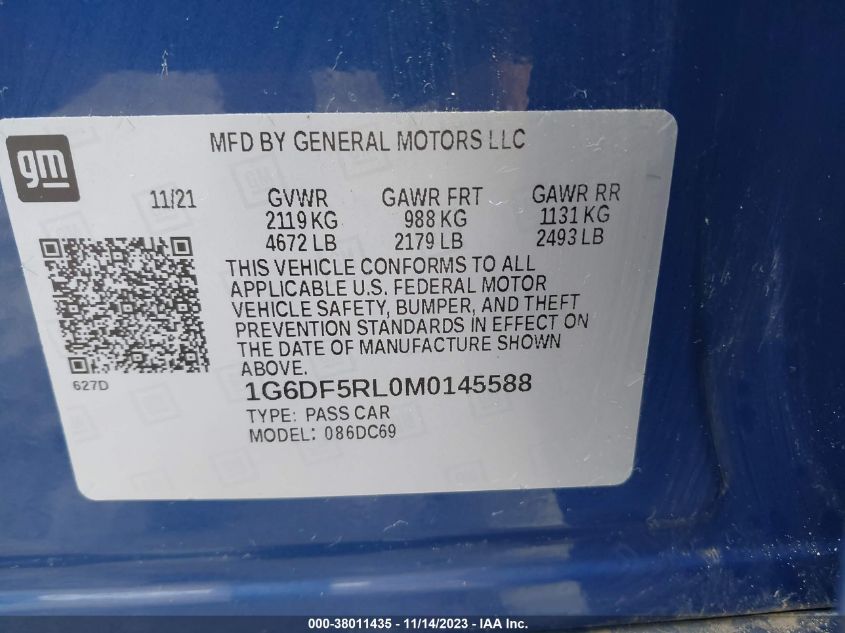 MFD BY GENERAL MOTORS LLC
gm
11/21 GVWR GAWR FRT GAWR RR
2119 KG 988 KG 1131 KG
4672 LB 2179 LB 2493 LB
THIS VEHICLE CONFORMS TO ALL
APPLICABLE U.S. FEDERAL MOTOR
VEHICLE SAFETY, BUMPER, AND THEFT
PREVENTION STANDARDS IN EFFECT ON
THE DATE OF MANUFACTURE SHOWN
ABOVE.
627D
1G6DF5RL0M0145588
TYPE: PASS CAR
MODEL: 086DC69
000-38011435 - 11/14/2023 - IAA Inc.